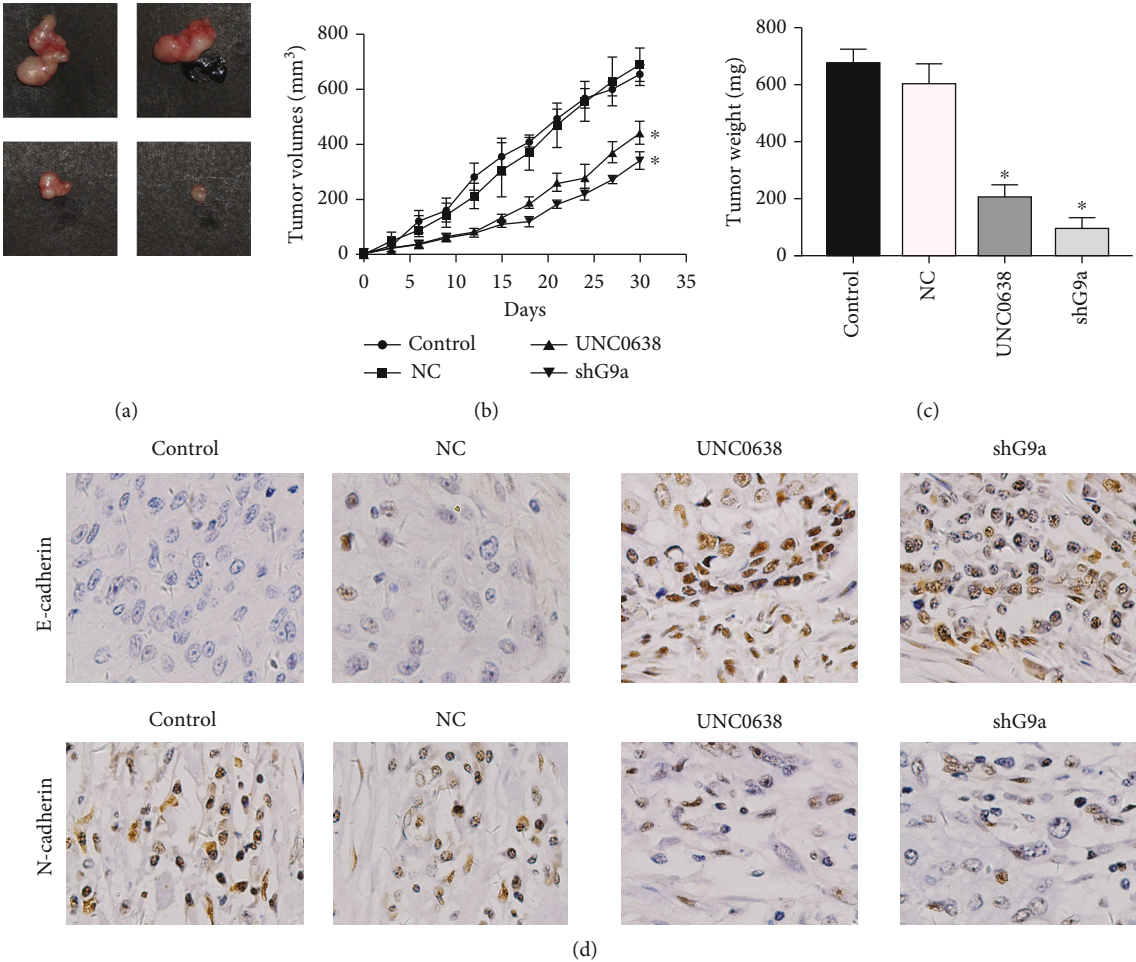 800
600
400
200
0
Tumor volumes (mm³)
0 5 10 15 20 25 30 35
Days
*
*
Control
NC
UNC0638
shG9a
800
600
400
200
0
Tumor weight (mg)
*
*
Control
NC
UNC0638
shG9a
(a)
(b)
(c)
Control NC UNC0638 shG9a
E-cadherin
Control NC UNC0638 shG9a
N-cadherin
(d)